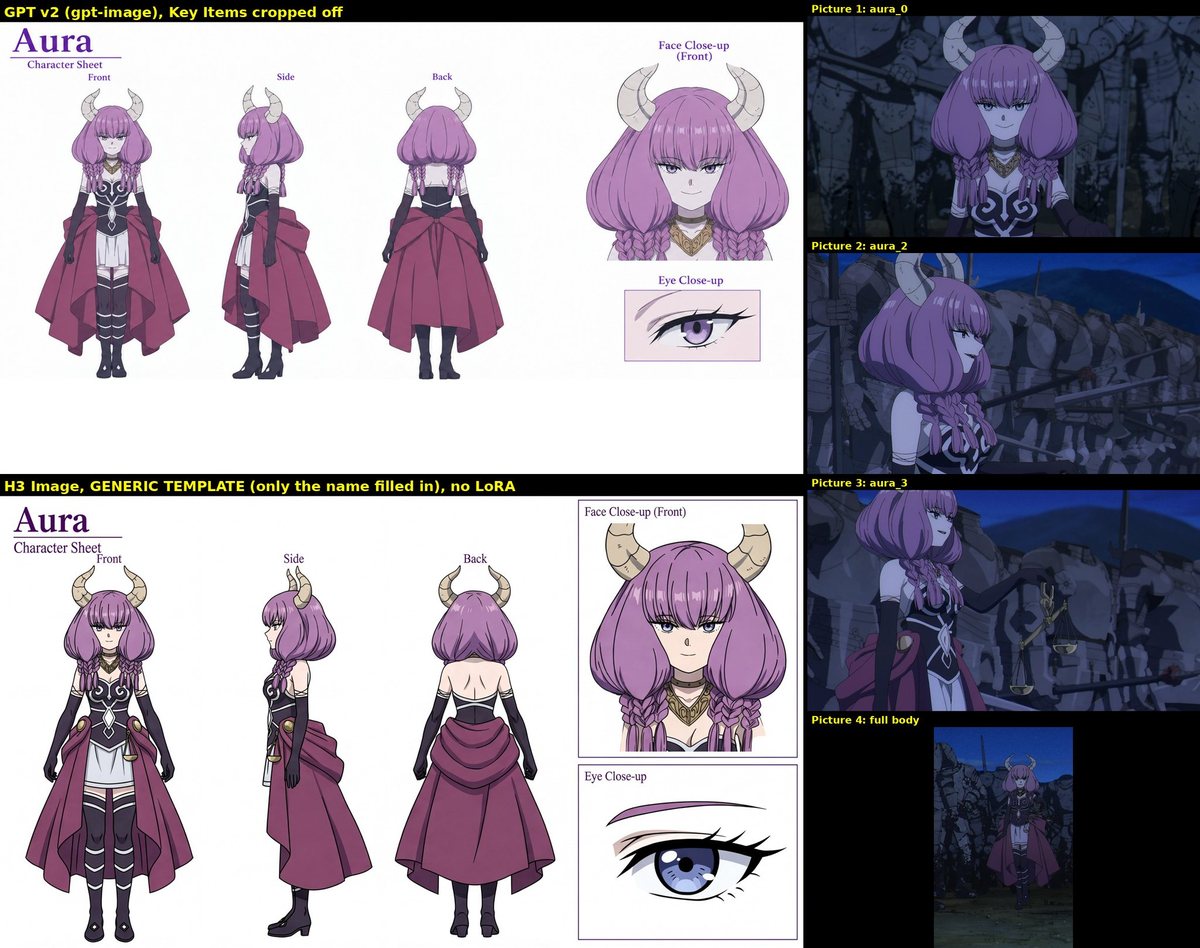 GPT v2 (gpt-image), Key Items cropped off
Aura
Character Sheet
Front
Side
Back
Face Close-up
(Front)
Eye Close-up
H3 Image, GENERIC TEMPLATE (only the name filled in), no LoRA
Aura
Character Sheet
Front
Side
Back
Face Close-up (Front)
Eye Close-up
Picture 1: aura_0
Picture 2: aura_2
Picture 3: aura_3
Picture 4: full body